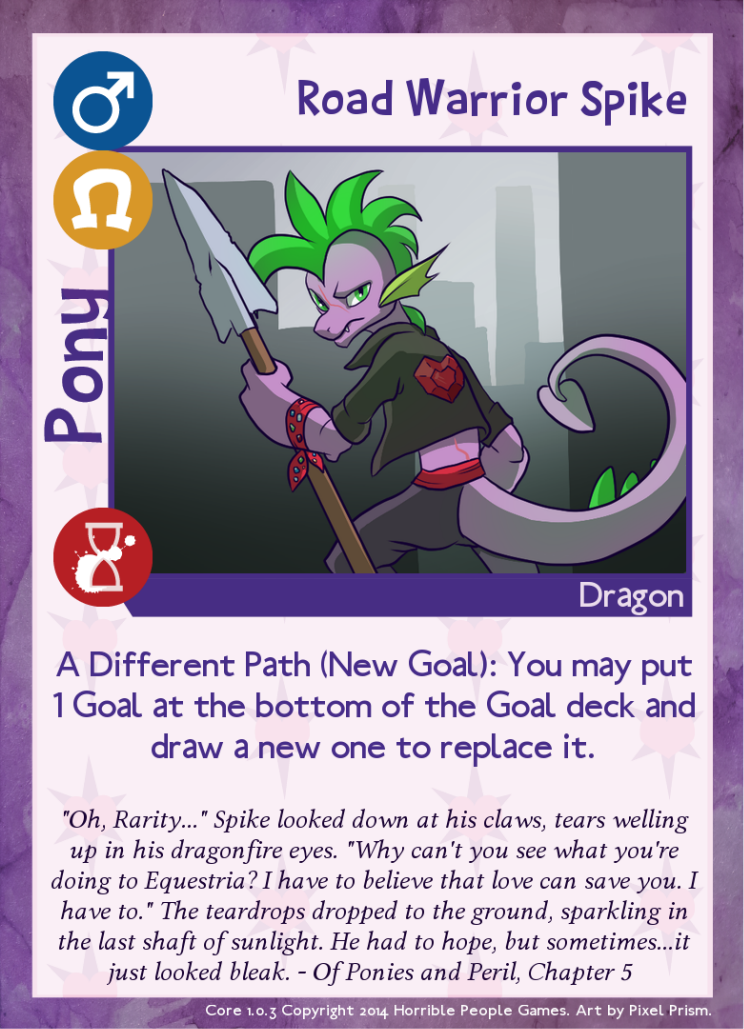 Road Warrior Spike
Pony
Dragon
A Different Path (New Goal): You may put
1 Goal at the bottom of the Goal deck and
draw a new one to replace it.
"Oh, Rarity..." Spike looked down at his claws, tears welling
up in his dragonfire eyes. "Why can't you see what you're
doing to Equestria? I have to believe that love can save you. I
have to." The teardrops dropped to the ground, sparkling in
the last shaft of sunlight. He had to hope, but sometimes...it
just looked bleak. - Of Ponies and Peril, Chapter 5
Core 1.0.3 Copyright 2014 Horrible People Games. Art by Pixel Prism.